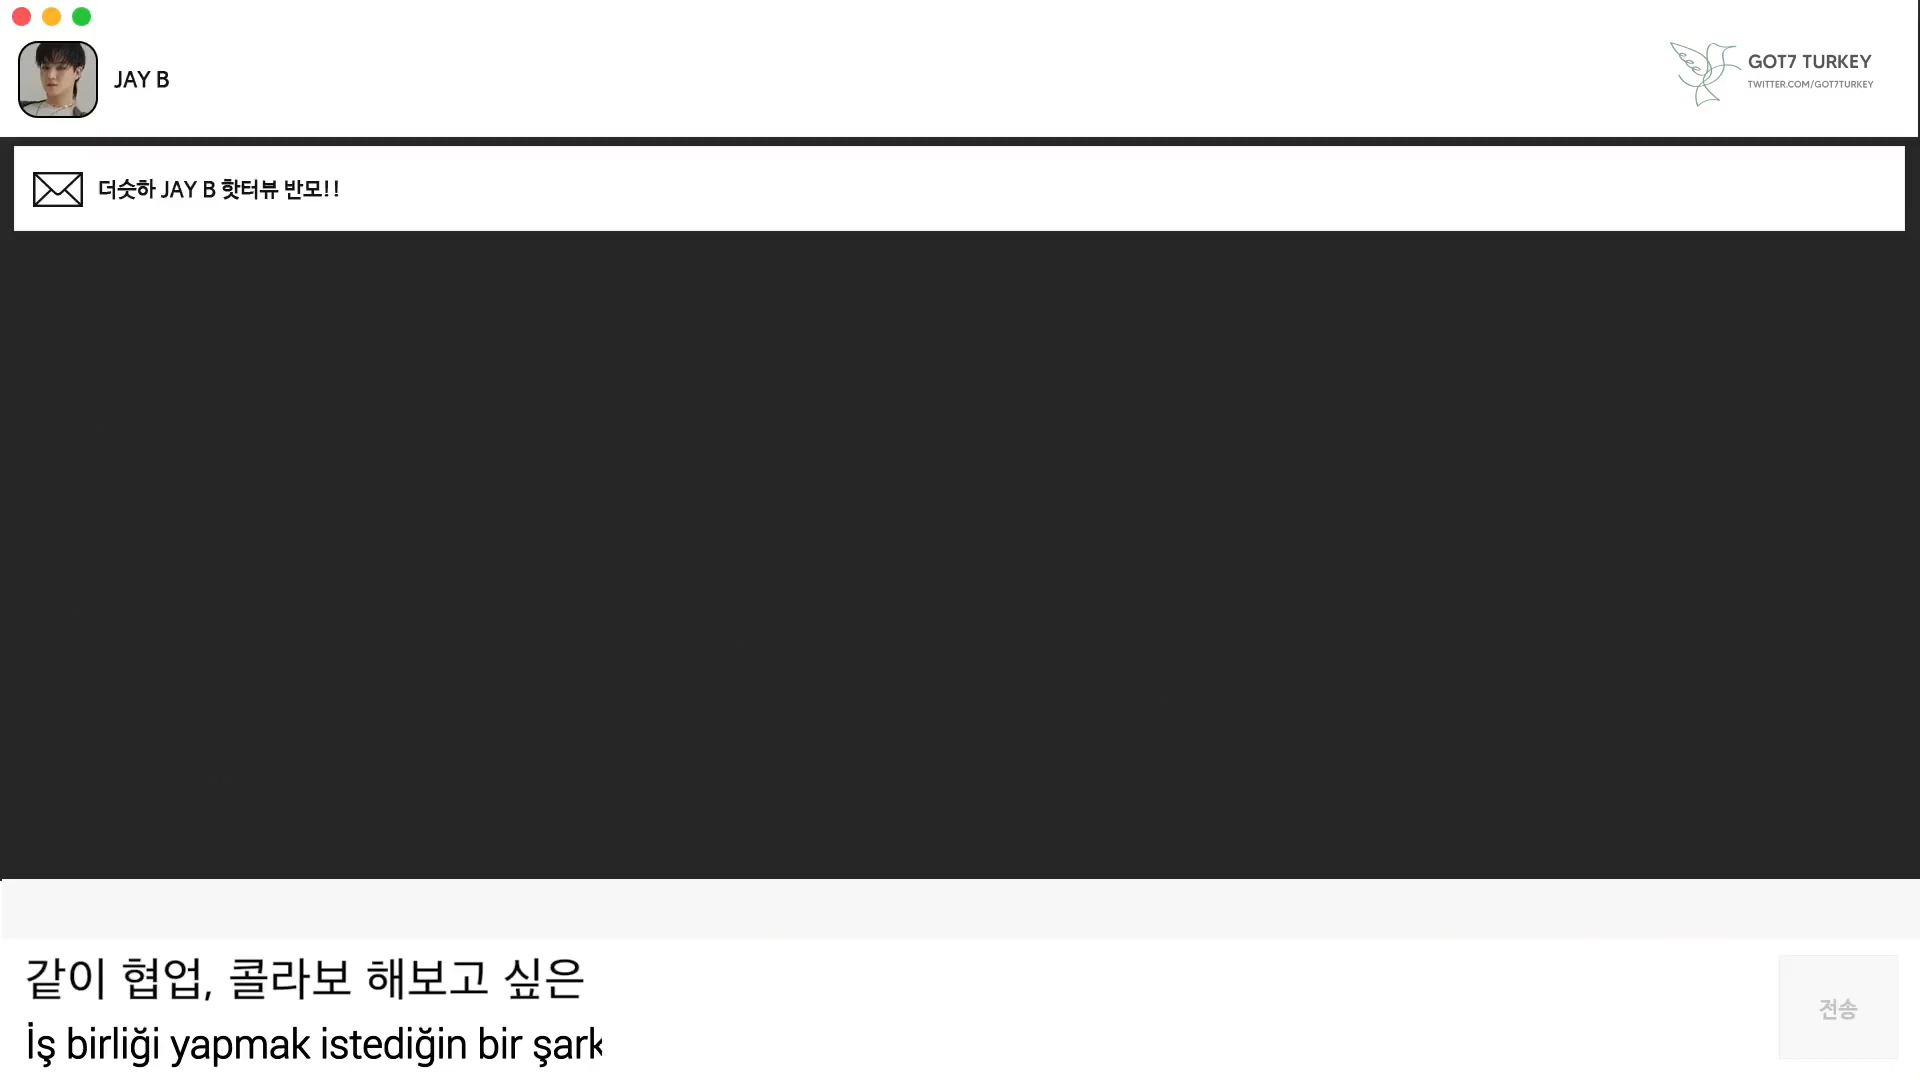 JAY B
GOT7 TURKEY
TWITTER.COM/GOT7TURKEY
더숫하 JAY B 핫터뷰 반모!!
같이 협업, 콜라보 해보고 싶은
İş birliği yapmak istediğin bir şark
전송